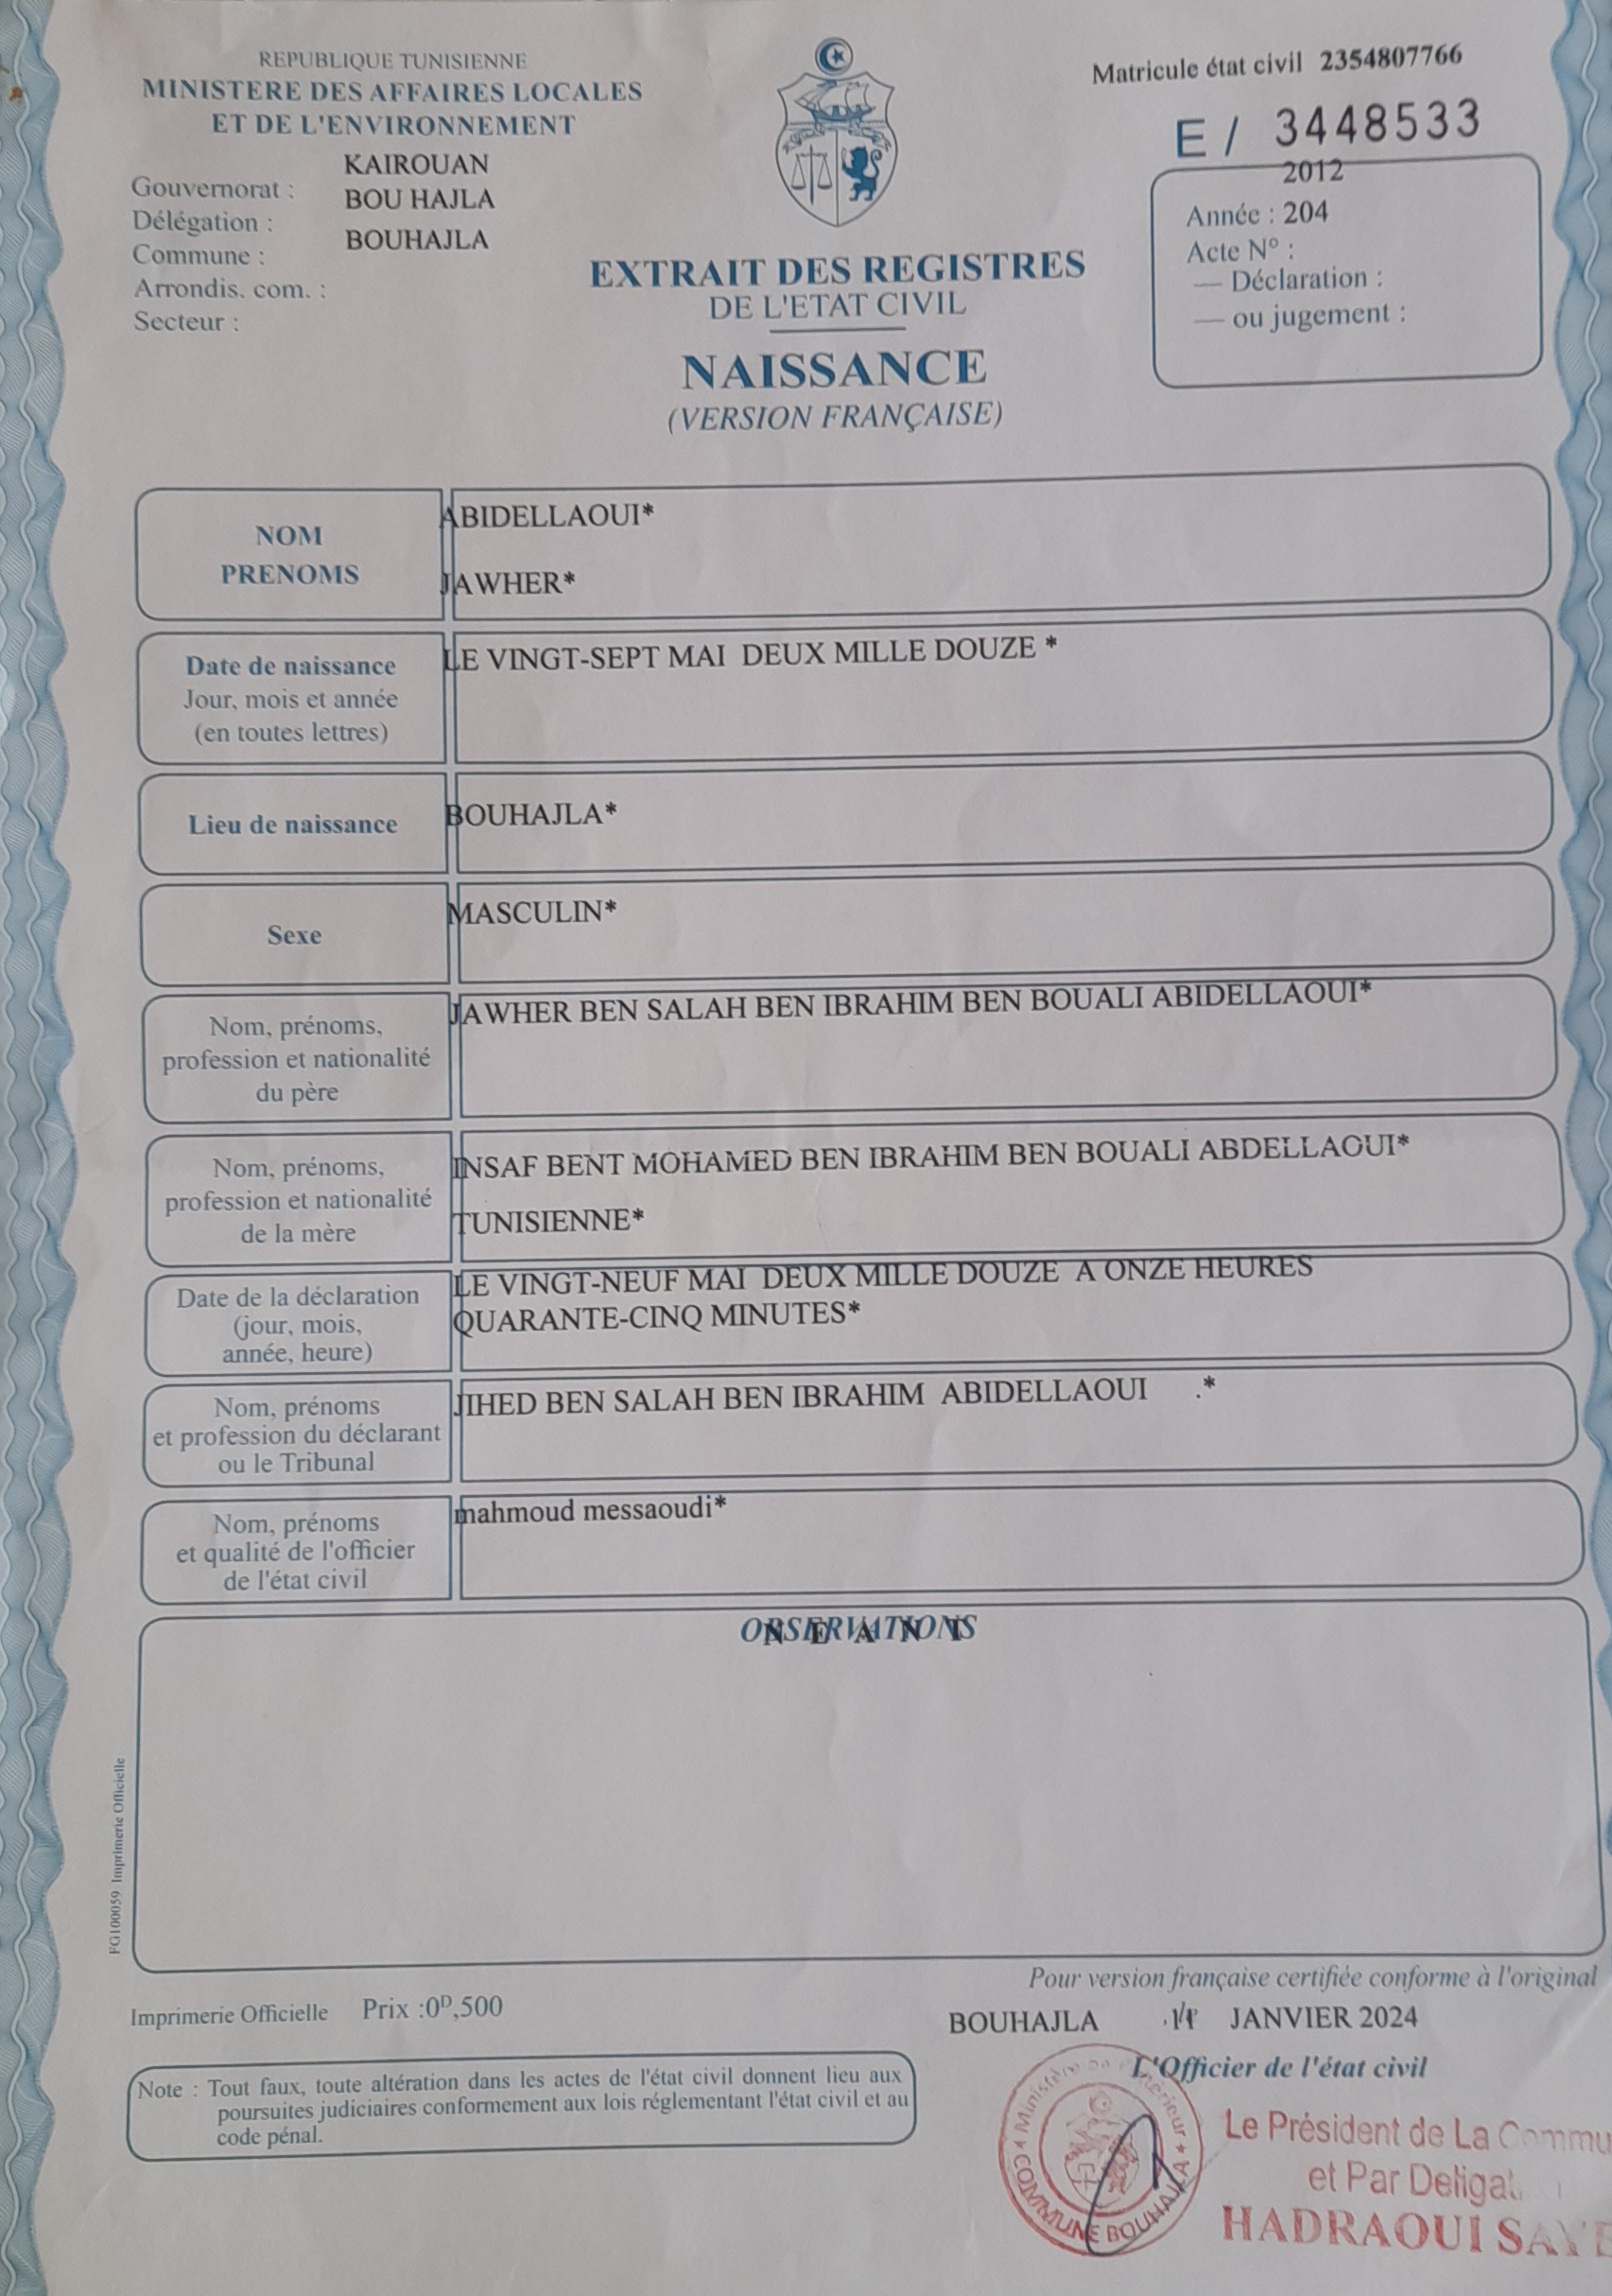 REPUBLIQUE TUNISIENNE
MINISTERE DES AFFAIRES LOCALES
ET DE L'ENVIRONNEMENT
KAIROUAN
Gouvernorat :
BOU HAJLA
Délégation :
BOUHAJLA
Commune :
Arrondis. com. :
Secteur :
Matricule état civil 2354807766
E / 3448533
2012
Année : 204
Acte N° :
— Déclaration :
— ou jugement :
EXTRAIT DES REGISTRES
DE L'ETAT CIVIL
NAISSANCE
(VERSION FRANÇAISE)
NOM
PRENOMS
ABIDELLAOUI*
JAWHER*
Date de naissance
Jour, mois et année
(en toutes lettres)
LE VINGT-SEPT MAI DEUX MILLE DOUZE *
Lieu de naissance
BOUHAJLA*
Sexe
MASCULIN*
Nom, prénoms,
profession et nationalité
du père
JAWHER BEN SALAH BEN IBRAHIM BEN BOUALI ABIDELLAOUI*
Nom, prénoms,
profession et nationalité
de la mère
INSAF BENT MOHAMED BEN IBRAHIM BEN BOUALI ABDELLAOUI*
TUNISIENNE*
Date de la déclaration
(jour, mois,
année, heure)
LE VINGT-NEUF MAI DEUX MILLE DOUZE A ONZE HEURES
QUARANTE-CINQ MINUTES*
Nom, prénoms
et profession du déclarant
ou le Tribunal
JIHED BEN SALAH BEN IBRAHIM ABIDELLAOUI .*
Nom, prénoms
et qualité de l'officier
de l'état civil
mahmoud messaoudi*
OBSERVATIONS
N E A N T
FG100059 Imprimerie Officielle
Pour version française certifiée conforme à l'original
Imprimerie Officielle Prix :0D,500
BOUHAJLA JANVIER 2024
L'Officier de l'état civil
Note : Tout faux, toute altération dans les actes de l'état civil donnent lieu aux
poursuites judiciaires conformement aux lois réglementant l'état civil et au
code pénal.
Ministère
COMMUNE BOUHAJLA
Le Président de La Commu
et Par Deligat
HADRAOUI SAYE